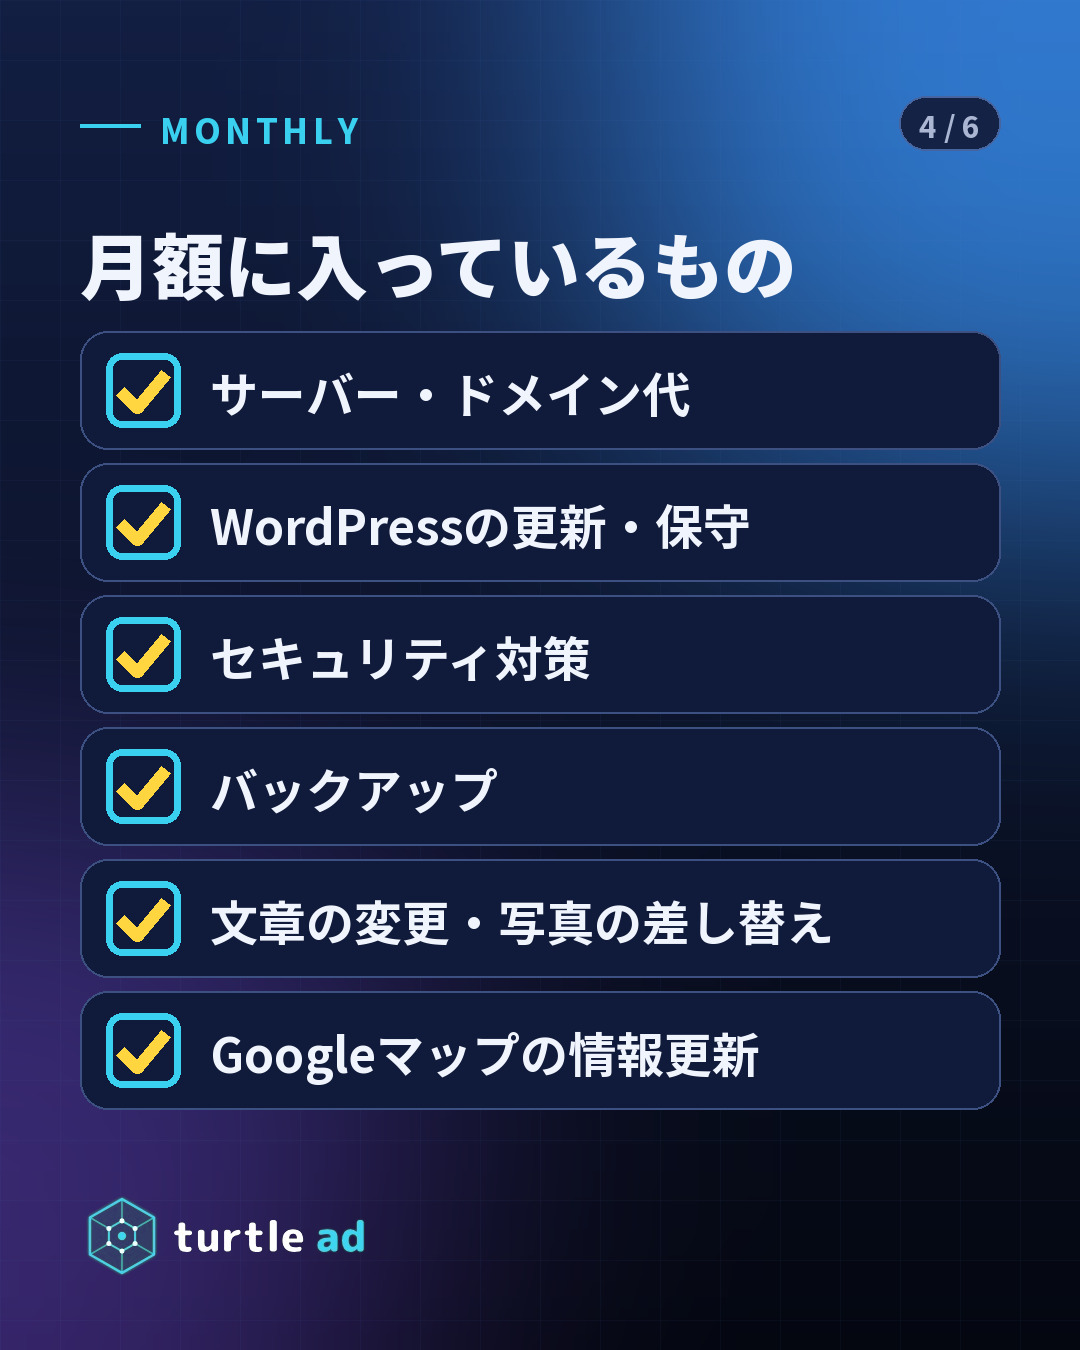 MONTHLY
4 / 6
月額に入っているもの
サーバー・ドメイン代
WordPressの更新・保守
セキュリティ対策
バックアップ
文章の変更・写真の差し替え
Googleマップの情報更新
turtle ad